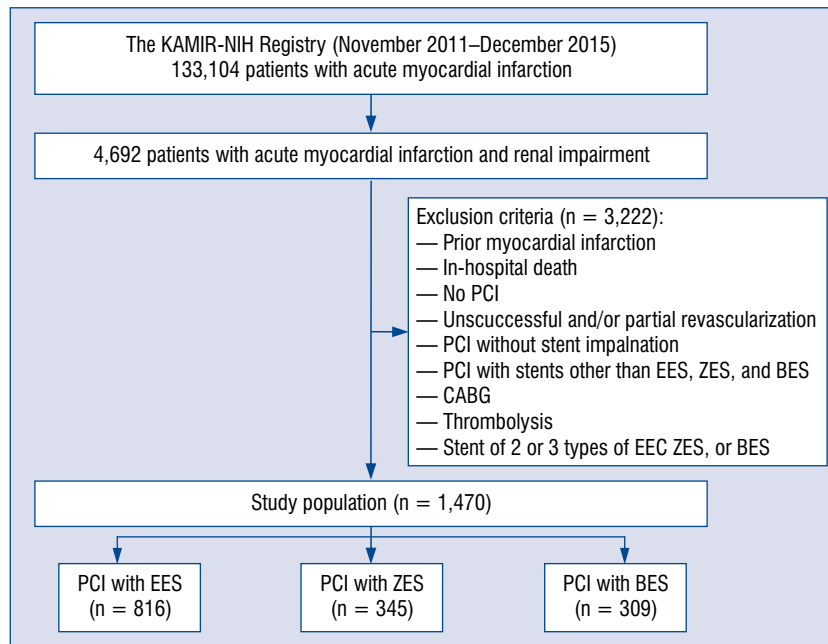 The KAMIR-NIH Registry (November 2011–December 2015)
133,104 patients with acute myocardial infarction
4,692 patients with acute myocardial infarction and renal impairment
Exclusion criteria (n = 3,222):
— Prior myocardial infarction
— In-hospital death
— No PCI
— Unscuccessful and/or partial revascularization
— PCI without stent impalnation
— PCI with stents other than EES, ZES, and BES
— CABG
— Thrombolysis
— Stent of 2 or 3 types of EEC ZES, or BES
Study population (n = 1,470)
PCI with EES
(n = 816)
PCI with ZES
(n = 345)
PCI with BES
(n = 309)